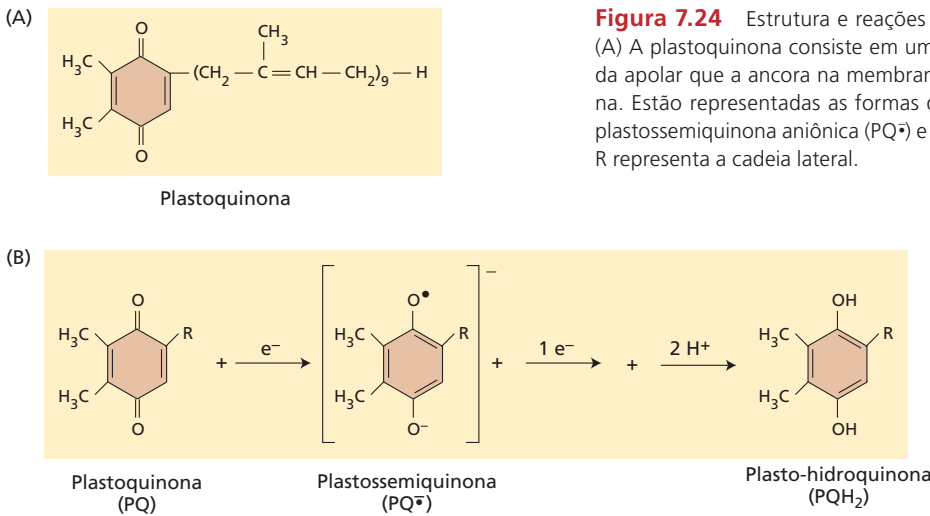 (A)
O
H3C
H3C
O
CH3
(CH2 — C = CH — CH2)9 — H
Plastoquinona
Figura 7.24 Estrutura e reações
(A) A plastoquinona consiste em um
da apolar que a ancora na membran
na. Estão representadas as formas
plastossemiquinona aniônica (PQ•̄) e
R representa a cadeia lateral.
(B)
O
H3C
R
H3C
O
+ e–
O•
H3C
R
H3C
O–
–
+ 1 e–
+ 2 H+
OH
H3C
R
H3C
OH
Plastoquinona
(PQ)
Plastossemiquinona
(PQ•̄)
Plasto-hidroquinona
(PQH2)